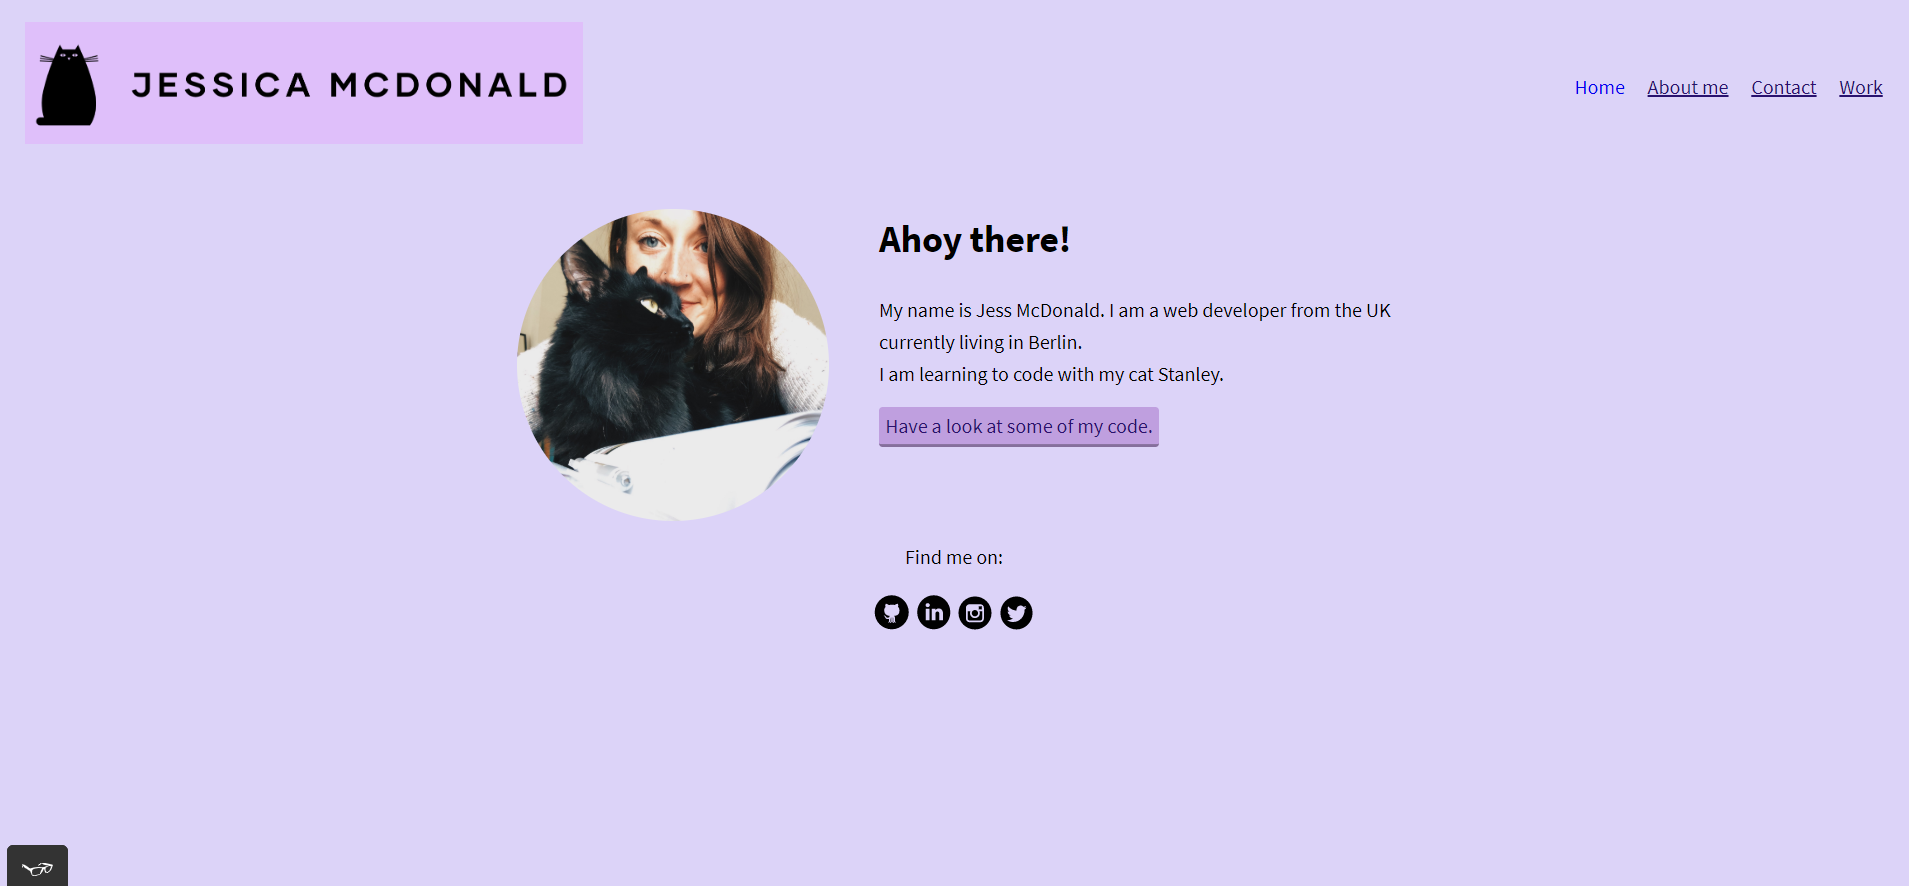 JESSICA MCDONALD
Home About me Contact Work
Ahoy there!
My name is Jess McDonald. I am a web developer from the UK
currently living in Berlin.
I am learning to code with my cat Stanley.
Have a look at some of my code.
Find me on:
in